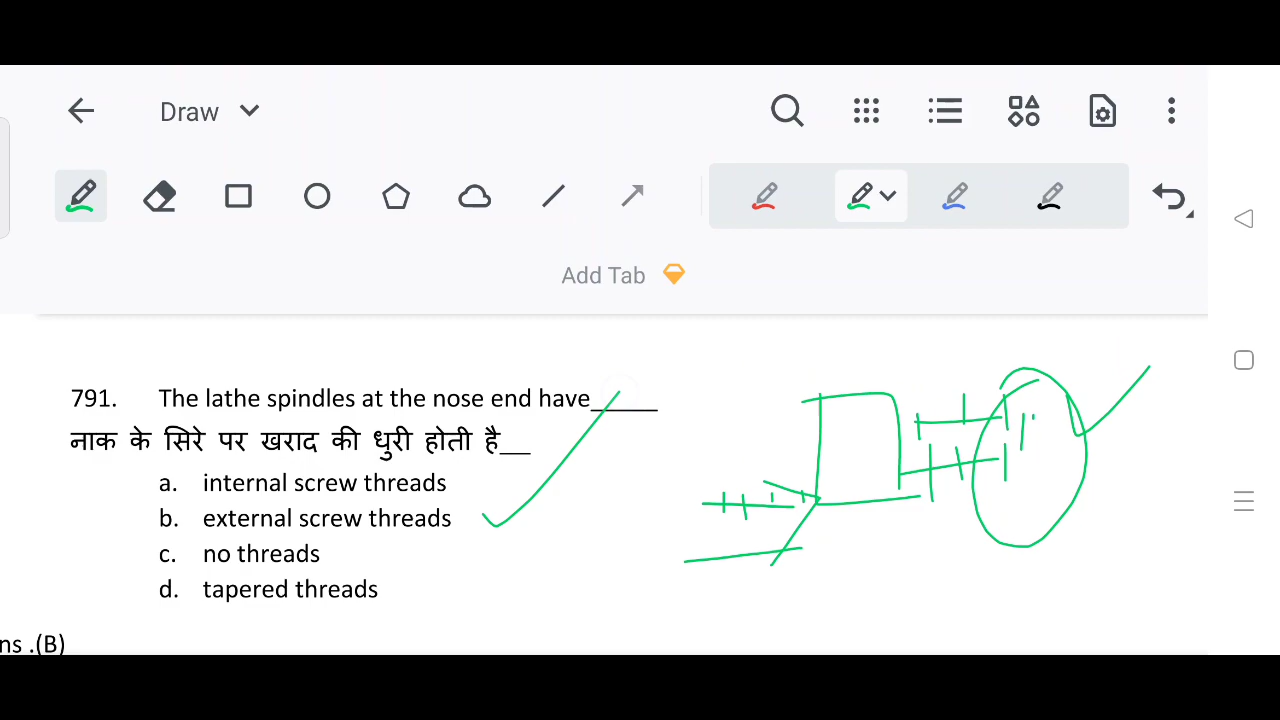 Draw
Add Tab
791. The lathe spindles at the nose end have_____
नाक के सिरे पर खराद की धुरी होती है__
a. internal screw threads
b. external screw threads
c. no threads
d. tapered threads
ns .(B)